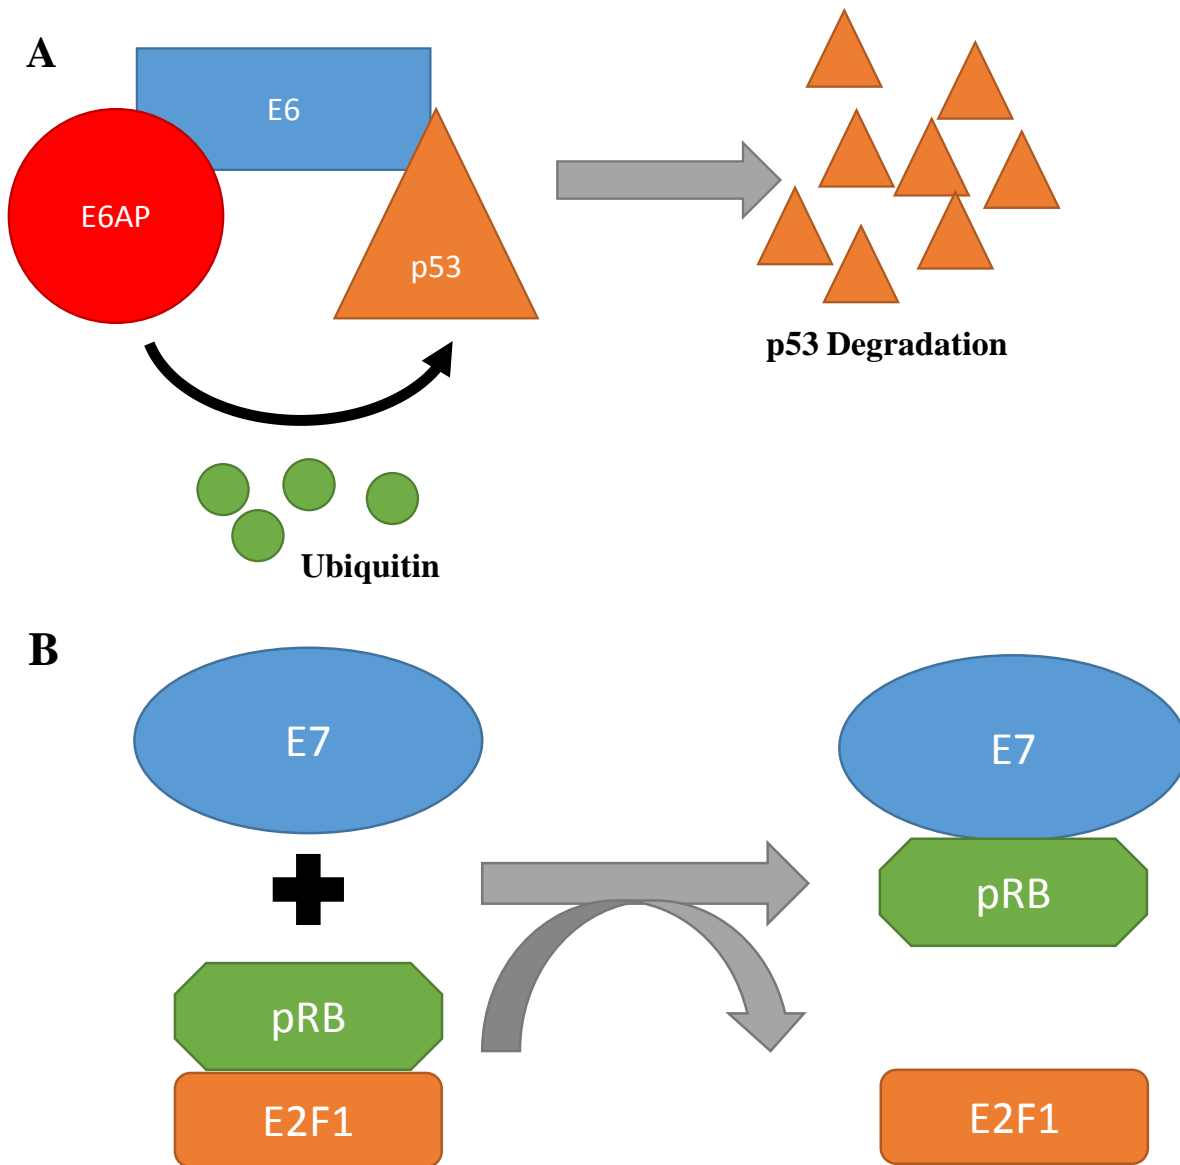 A
E6
E6AP
p53
p53 Degradation
Ubiquitin
B
E7
E7
pRB
pRB
E2F1
E2F1